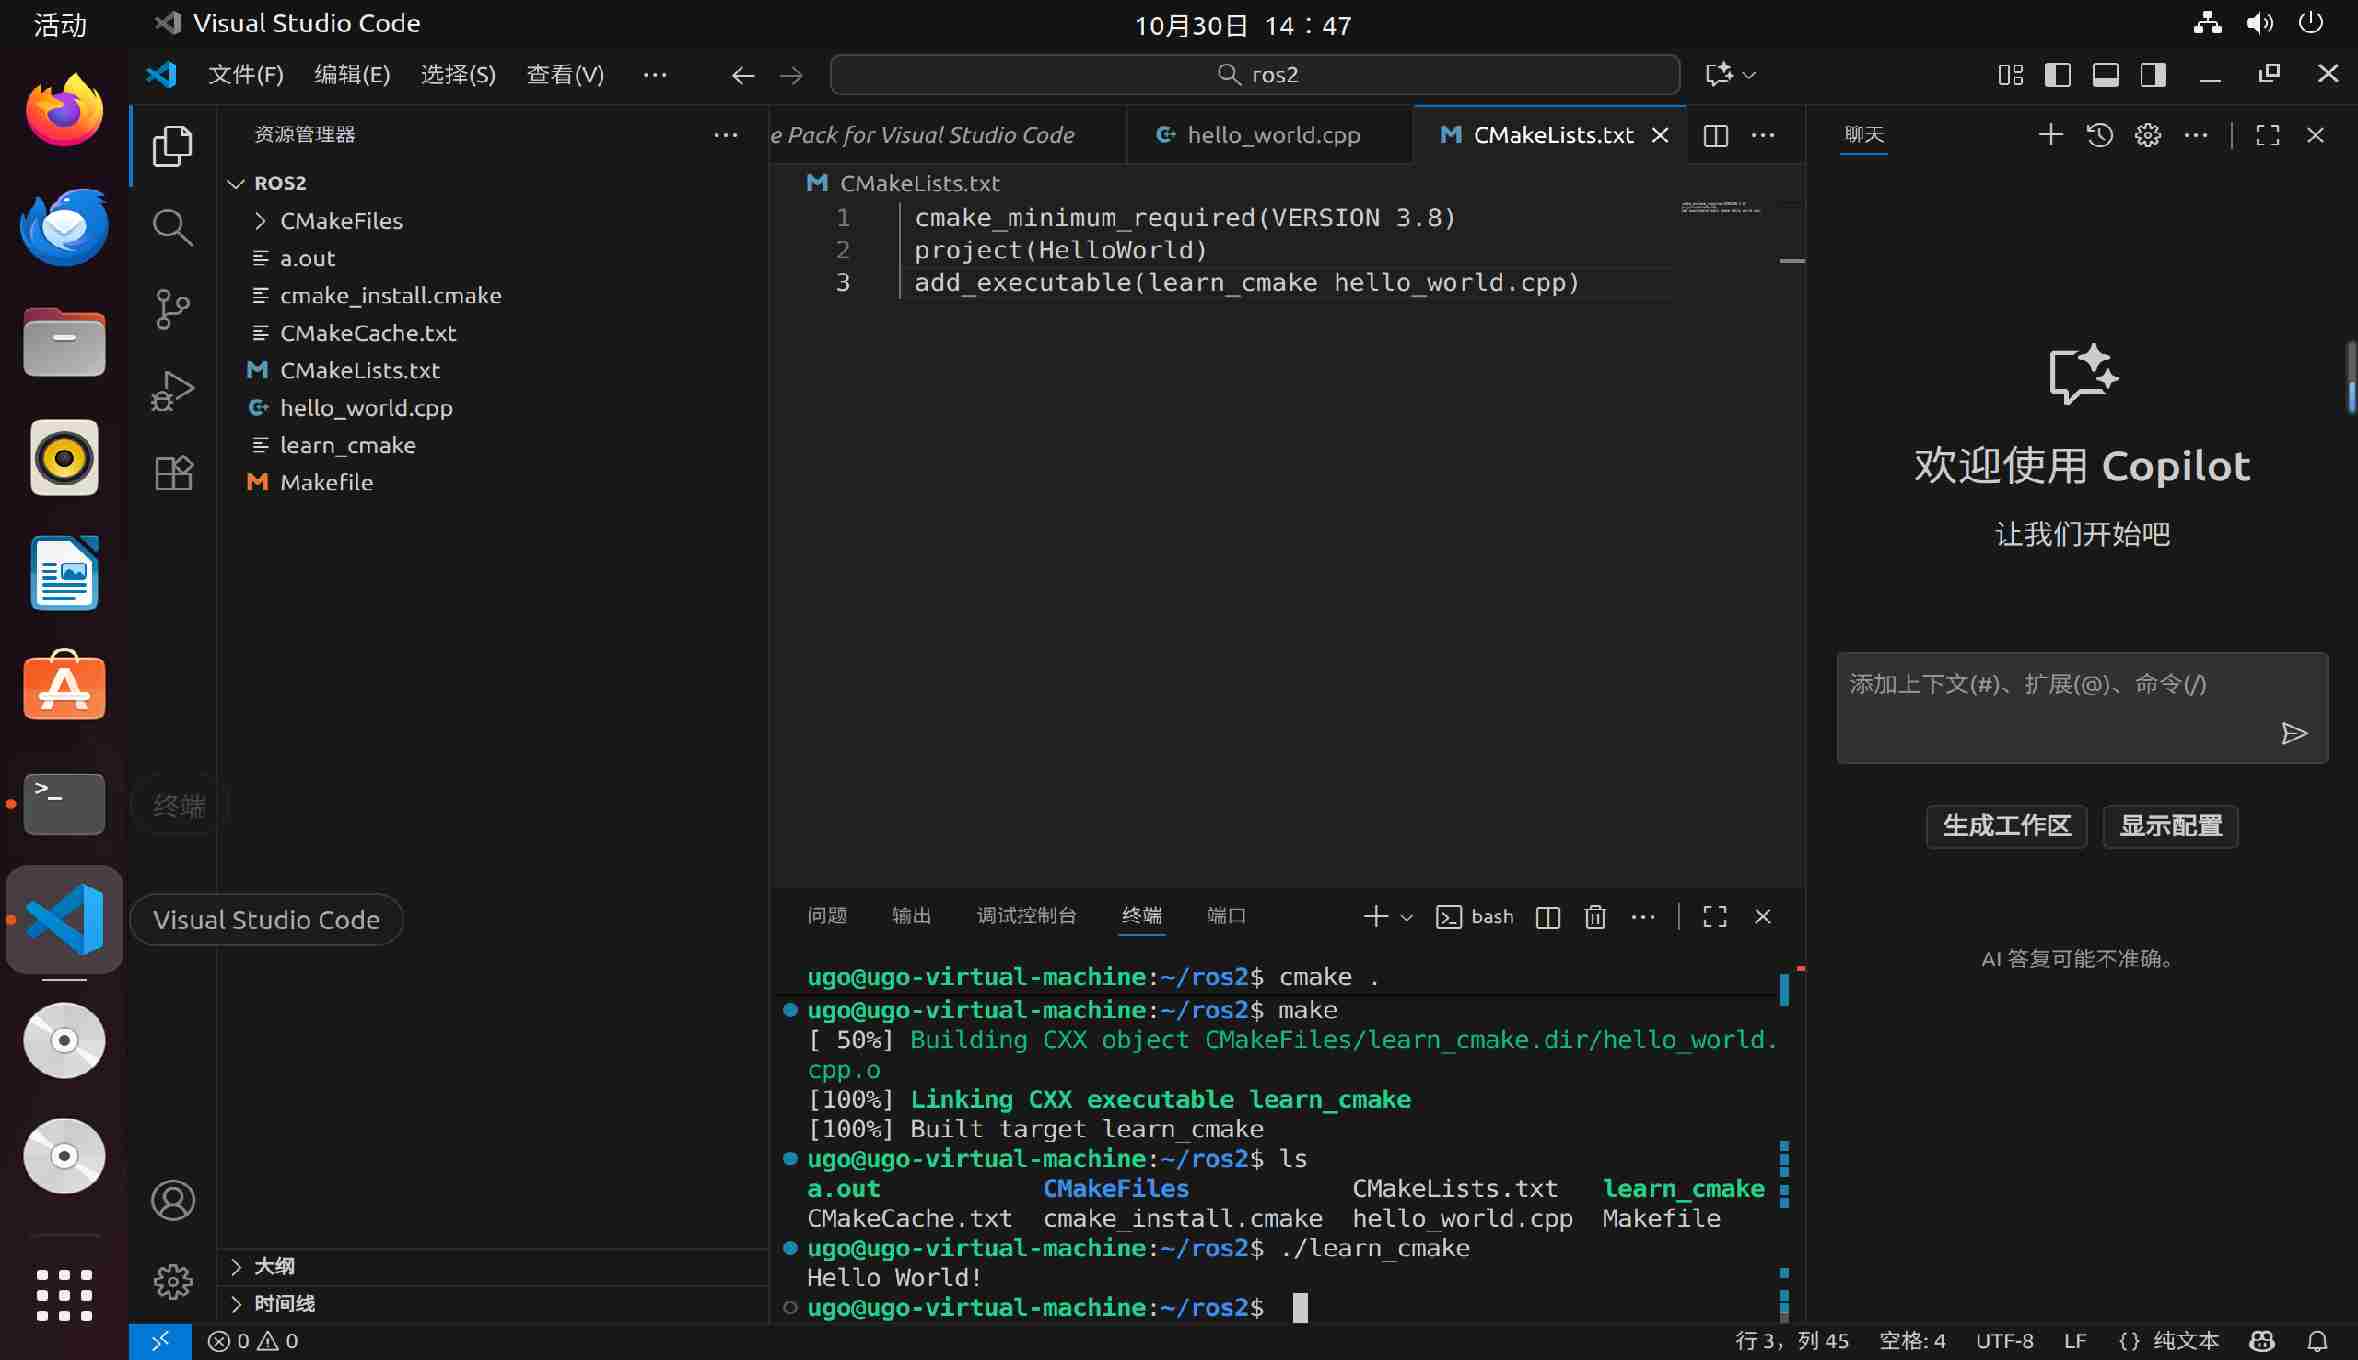 活动
Visual Studio Code
10月30日 14：47
文件(F) 编辑(E) 选择(S) 查看(V) ···
ros2
资源管理器
ROS2
CMakeFiles
a.out
cmake_install.cmake
CMakeCache.txt
CMakeLists.txt
hello_world.cpp
learn_cmake
Makefile
大纲
时间线
终端
Visual Studio Code
e Pack for Visual Studio Code
hello_world.cpp
CMakeLists.txt
CMakeLists.txt
1 cmake_minimum_required(VERSION 3.8)
2 project(HelloWorld)
3 add_executable(learn_cmake hello_world.cpp)
问题 输出 调试控制台 终端 端口
bash
ugo@ugo-virtual-machine:~/ros2$ cmake .
ugo@ugo-virtual-machine:~/ros2$ make
[ 50%] Building CXX object CMakeFiles/learn_cmake.dir/hello_world.
cpp.o
[100%] Linking CXX executable learn_cmake
[100%] Built target learn_cmake
ugo@ugo-virtual-machine:~/ros2$ ls
a.out CMakeFiles CMakeLists.txt learn_cmake
CMakeCache.txt cmake_install.cmake hello_world.cpp Makefile
ugo@ugo-virtual-machine:~/ros2$ ./learn_cmake
Hello World!
ugo@ugo-virtual-machine:~/ros2$
聊天
欢迎使用 Copilot
让我们开始吧
添加上下文(#)、扩展(@)、命令(/)
生成工作区 显示配置
AI 答复可能不准确。
0 0
行 3，列 45 空格: 4 UTF-8 LF {} 纯文本